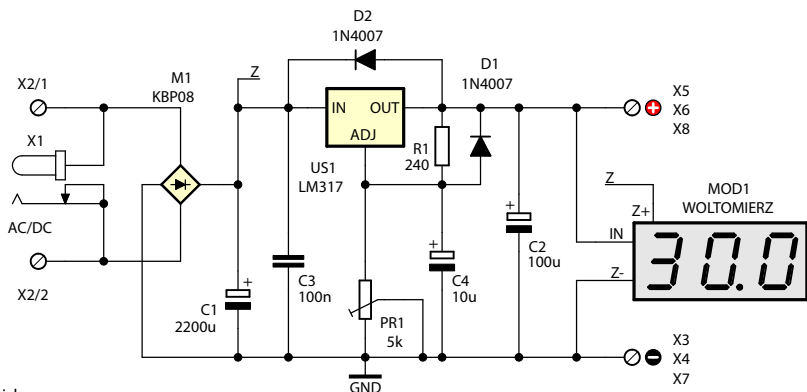 D2
1N4007
D1
1N4007
X2/1
M1
KBP08
Z
X5
X6
X8
IN OUT
ADJ
X1
R1
240
US1
LM317
Z
MOD1
WOLTOMIERZ
Z+
IN
30.0
Z-
AC/DC
X2/2
C1
2200u
C3
100n
C4
10u
C2
100u
PR1
5k
X3
X4
X7
GND